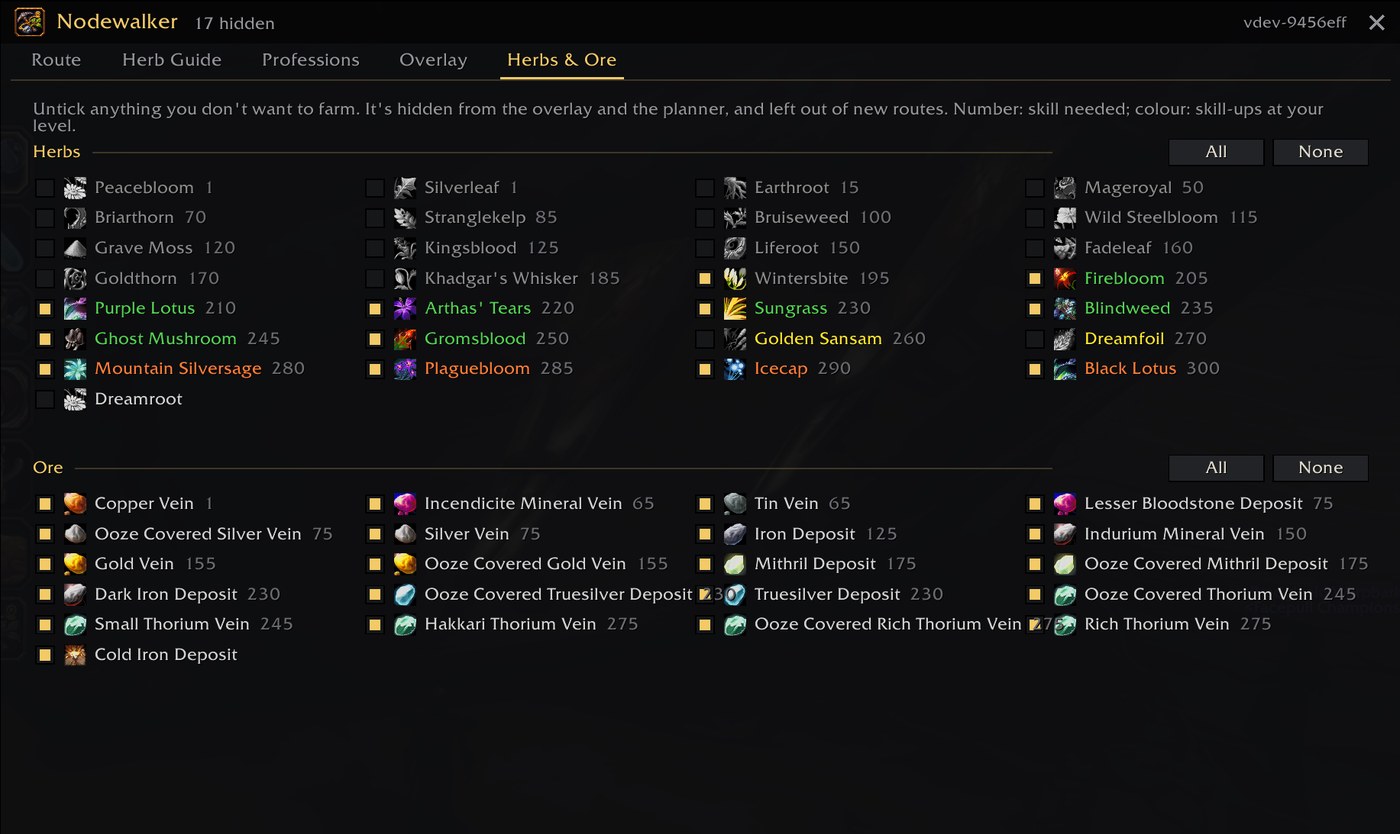 Nodewalker 17 hidden vdev-9456eff
Route Herb Guide Professions Overlay Herbs & Ore
Untick anything you don't want to farm. It's hidden from the overlay and the planner, and left out of new routes. Number: skill needed; colour: skill-ups at your
level.
Herbs All None
Peacebloom 1 Silverleaf 1 Earthroot 15 Mageroyal 50
Briarthorn 70 Stranglekelp 85 Bruiseweed 100 Wild Steelbloom 115
Grave Moss 120 Kingsblood 125 Liferoot 150 Fadeleaf 160
Goldthorn 170 Khadgar's Whisker 185 Wintersbite 195 Firebloom 205
Purple Lotus 210 Arthas' Tears 220 Sungrass 230 Blindweed 235
Ghost Mushroom 245 Gromsblood 250 Golden Sansam 260 Dreamfoil 270
Mountain Silversage 280 Plaguebloom 285 Icecap 290 Black Lotus 300
Dreamroot
Ore All None
Copper Vein 1 Incendicite Mineral Vein 65 Tin Vein 65 Lesser Bloodstone Deposit 75
Ooze Covered Silver Vein 75 Silver Vein 75 Iron Deposit 125 Indurium Mineral Vein 150
Gold Vein 155 Ooze Covered Gold Vein 155 Mithril Deposit 175 Ooze Covered Mithril Deposit 175
Dark Iron Deposit 230 Ooze Covered Truesilver Deposit Truesilver Deposit 230 Ooze Covered Thorium Vein 245
Small Thorium Vein 245 Hakkari Thorium Vein 275 Ooze Covered Rich Thorium Vein Rich Thorium Vein 275
Cold Iron Deposit